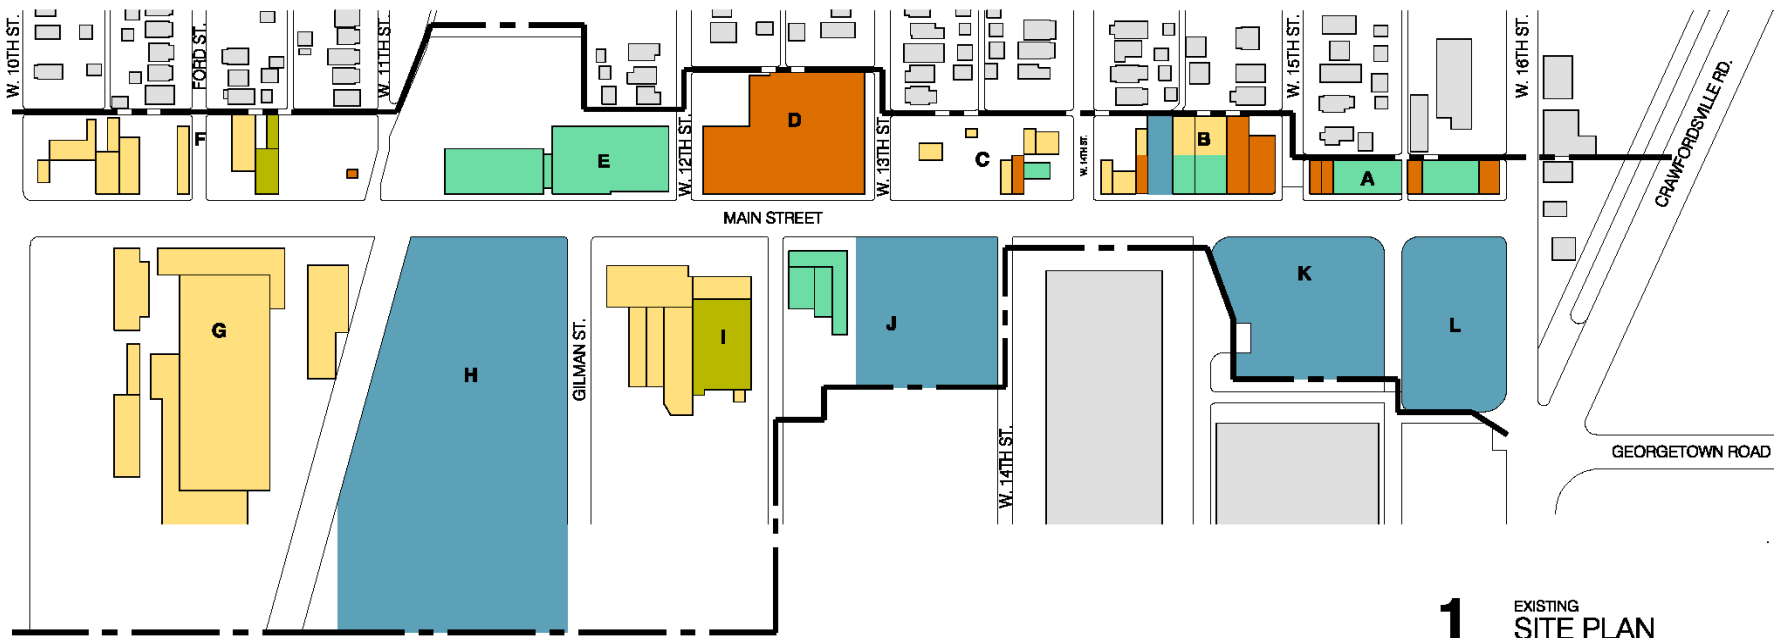 W. 10TH ST.
FORD ST.
W. 11TH ST.
W. 12TH ST.
W. 13TH ST.
W. 14TH ST.
W. 15TH ST.
W. 16TH ST.
CRAWFORDSVILLE RD.
F
E
D
C
B
A
MAIN STREET
G
H
GILMAN ST.
I
J
W. 14TH ST.
K
L
GEORGETOWN ROAD
1
EXISTING
SITE PLAN